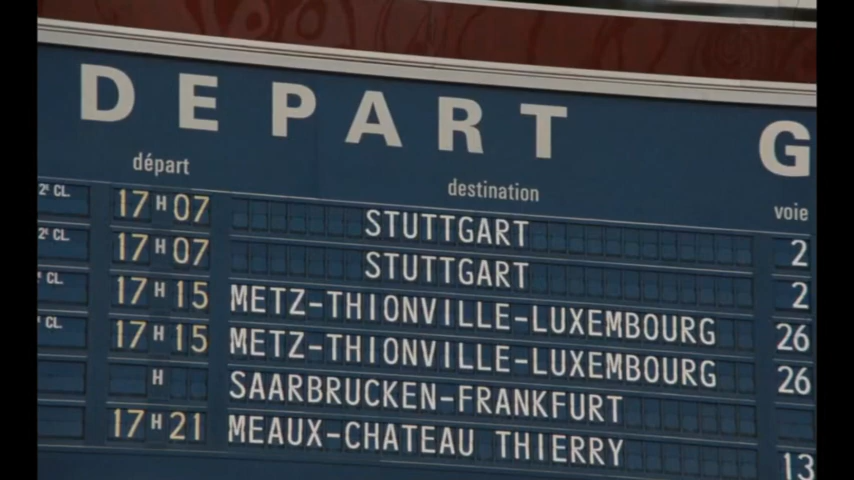 DEPART G
départ destination voie
2e CL. 17 H 07 STUTTGART 2
2e CL. 17 H 07 STUTTGART 2
CL. 17 H 15 METZ-THIONVILLE-LUXEMBOURG 26
CL. 17 H 15 METZ-THIONVILLE-LUXEMBOURG 26
H SAARBRUCKEN-FRANKFURT
17 H 21 MEAUX-CHATEAU THIERRY 13